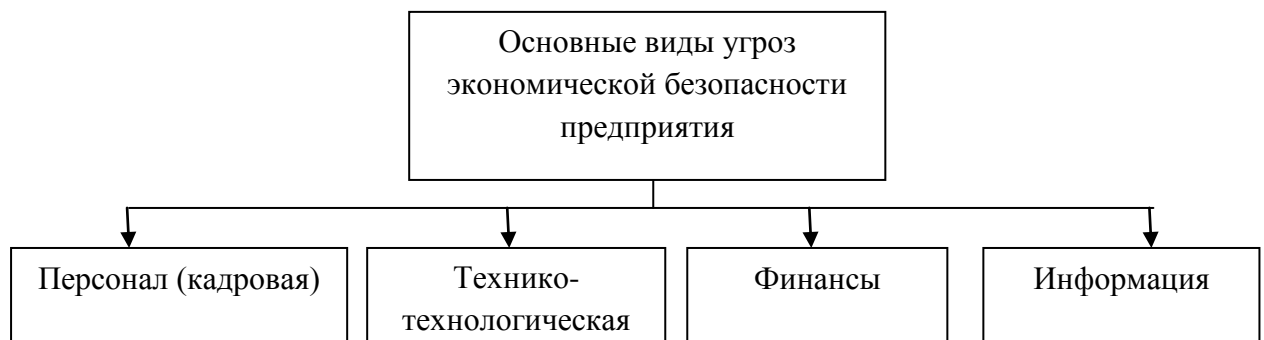 Основные виды угроз
экономической безопасности
предприятия
Персонал (кадровая)
Технико-
технологическая
Финансы
Информация